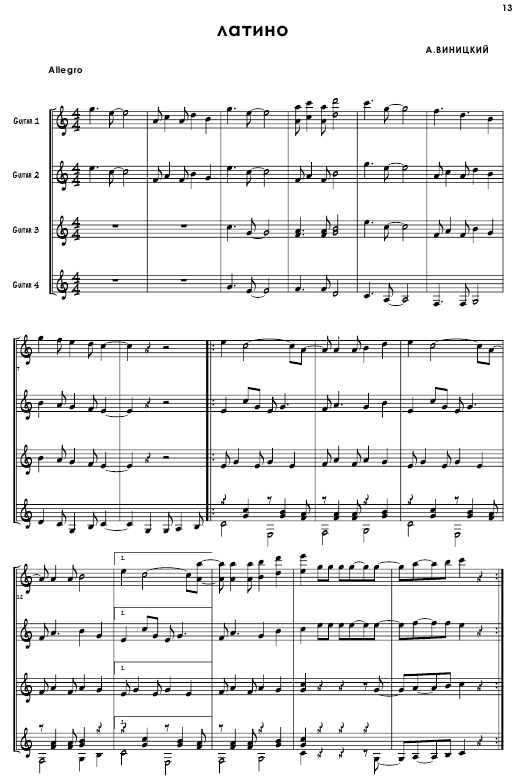 13
ЛАТИНО
А.ВИНИЦКИЙ
Allegro
GUITAR 1
GUITAR 2
GUITAR 3
GUITAR 4
7
12
1.
1.
1.
1.